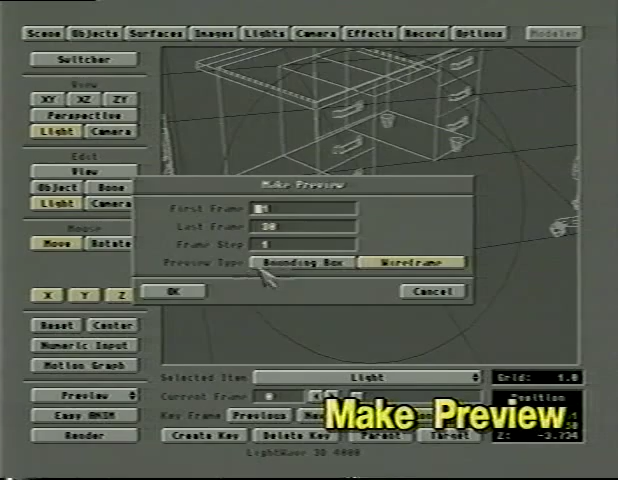 Scene Objects Surfaces Images Lights Camera Effects Record Options Modeler
Switcher
View
XY XZ ZY
Perspective
Light Camera
Edit
View
Object Bone
Light Camera
Mouse
Move Rotate
X Y Z
Reset Center
Numeric Input
Motion Graph
Preview
Easy ANIM
Render
Make Preview
First Frame 1
Last Frame 30
Frame Step 1
Preview Type Bounding Box Wireframe
OK Cancel
Selected Item Light
Current Frame 0
Key Frame Previous
Create Key Delete Key Parent Target
Grid: 1.0
Position
Z: -3.734
Make Preview
LightWave 3D 4000